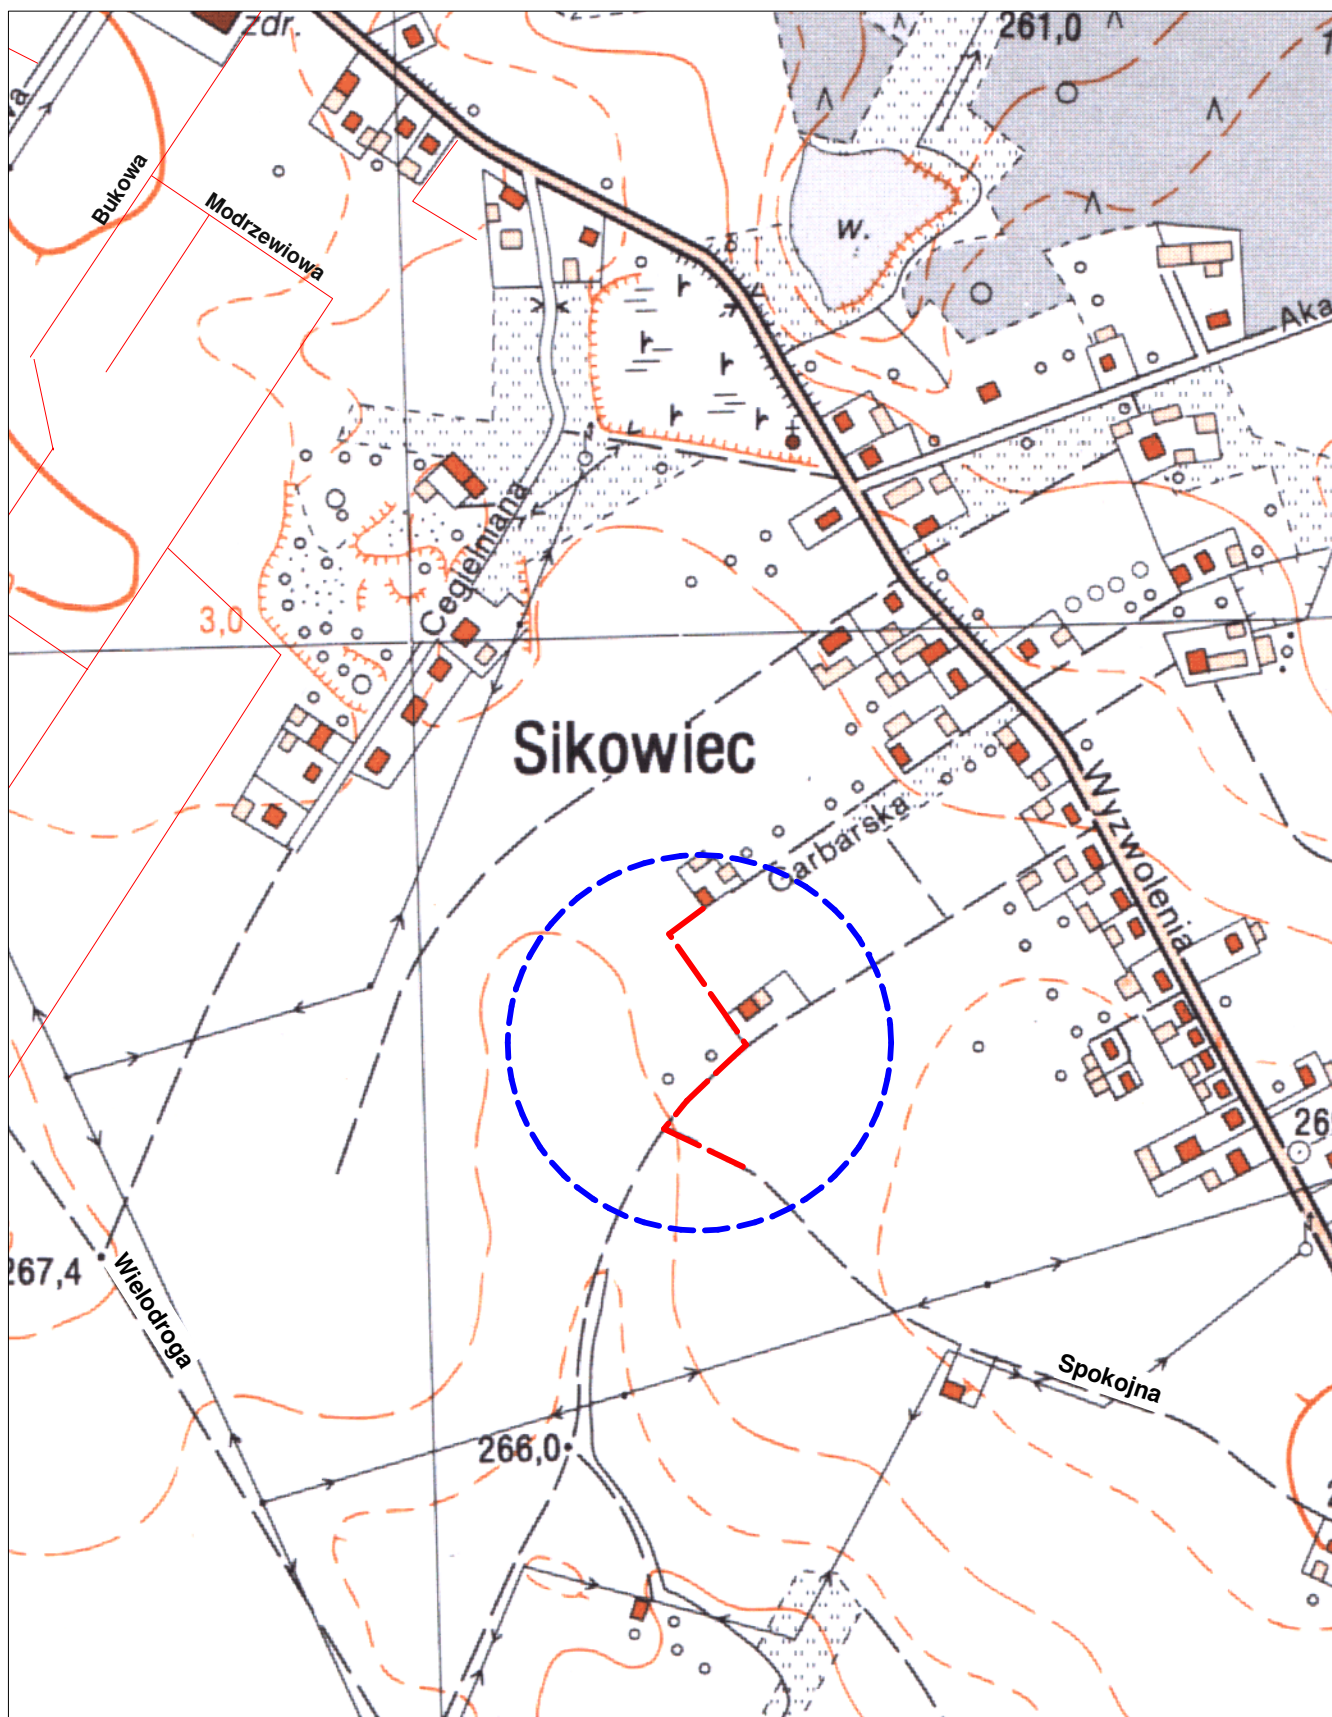 zdr.
261,0
Bukowa
Modrzewiowa
w.
Aka
r
r
r
r
r
Cegielniana
3,0
Sikowiec
Garbarska
Wyzwolenia
26
267,4
Wielodroga
Spokojna
266,0